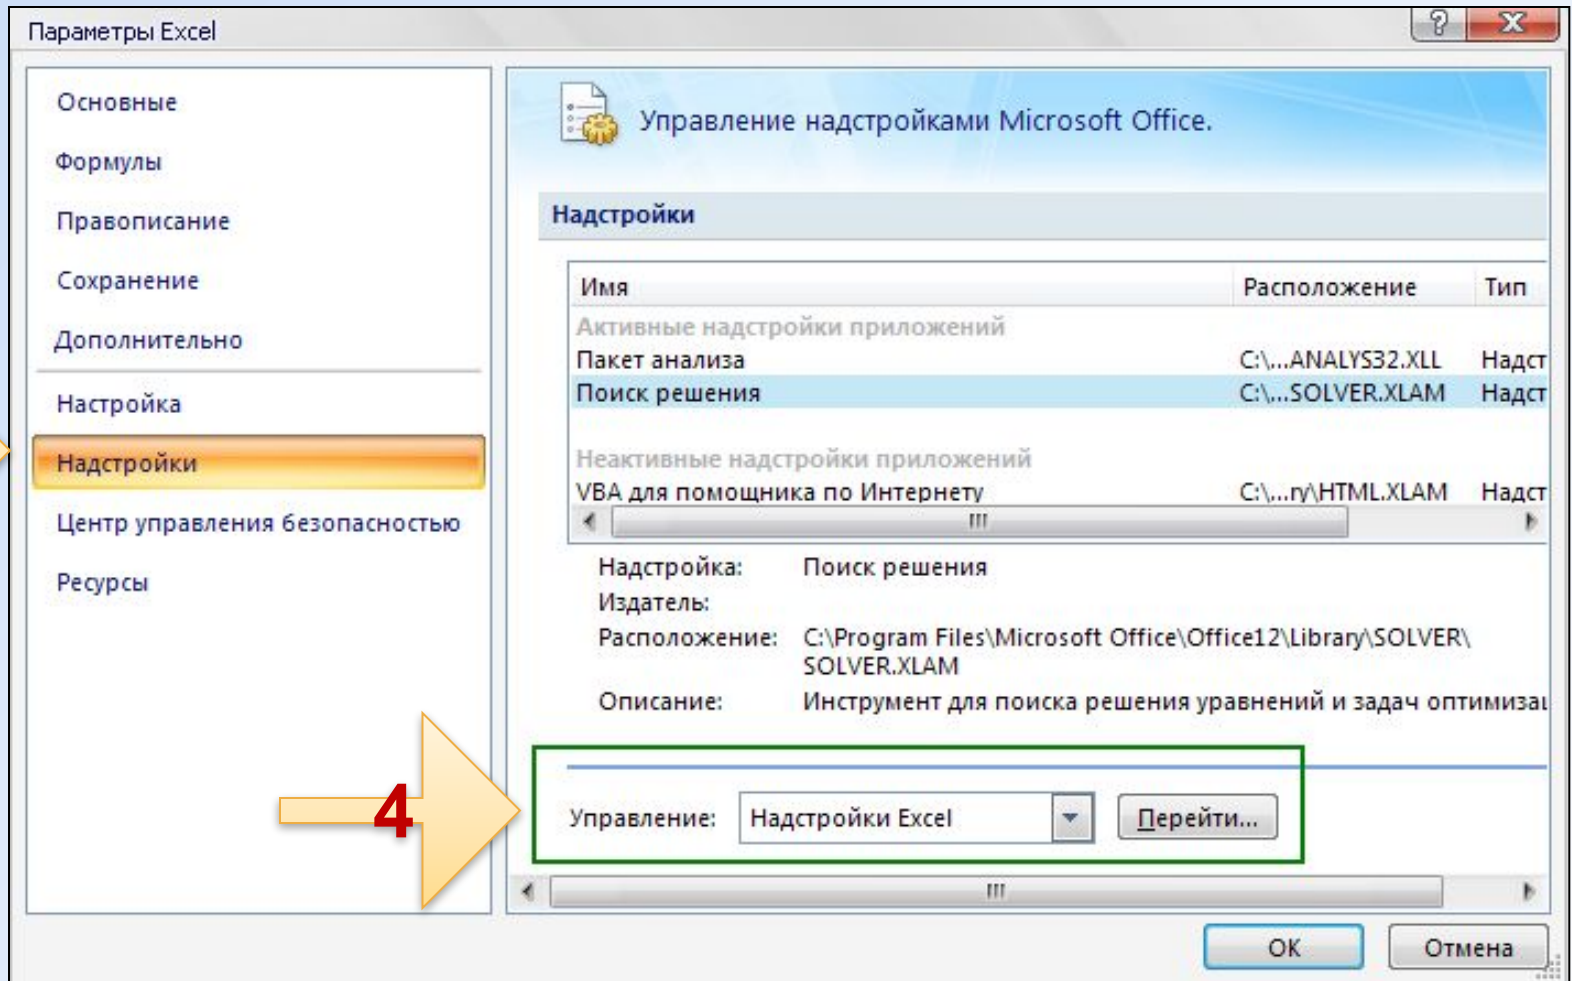 Параметры Excel
?
Основные
Формулы
Правописание
Сохранение
Дополнительно
Настройка
Надстройки
Центр управления безопасностью
Ресурсы
Управление надстройками Microsoft Office.
Надстройки
Имя Расположение Тип
Активные надстройки приложений
Пакет анализа C:\...ANALYS32.XLL Надст
Поиск решения C:\...SOLVER.XLAM Надст
Неактивные надстройки приложений
VBA для помощника по Интернету C:\...ry\HTML.XLAM Надст
Надстройка: Поиск решения
Издатель:
Расположение: C:\Program Files\Microsoft Office\Office12\Library\SOLVER\
SOLVER.XLAM
Описание: Инструмент для поиска решения уравнений и задач оптимизац
4
Управление: Надстройки Excel Перейти...
ОК Отмена